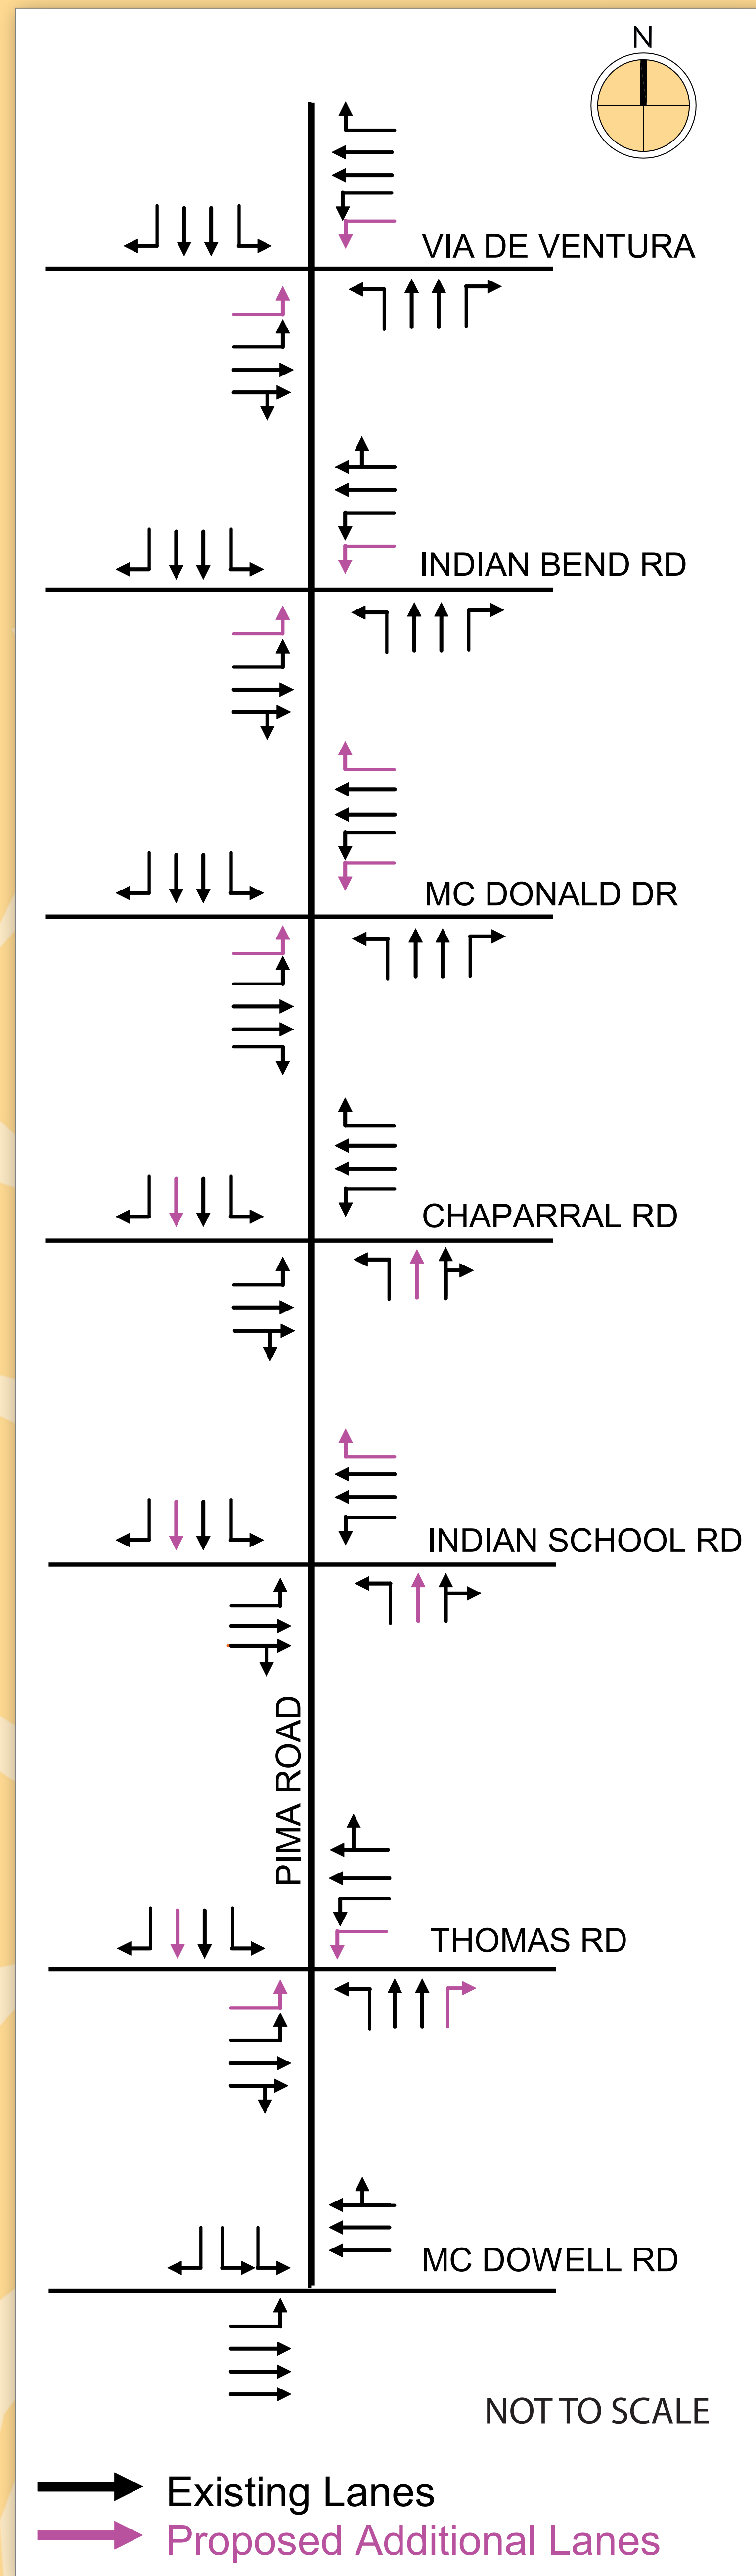 N
VIA DE VENTURA
INDIAN BEND RD
MC DONALD DR
CHAPARRAL RD
INDIAN SCHOOL RD
PIMA ROAD
THOMAS RD
MC DOWELL RD
NOT TO SCALE
Existing Lanes
Proposed Additional Lanes